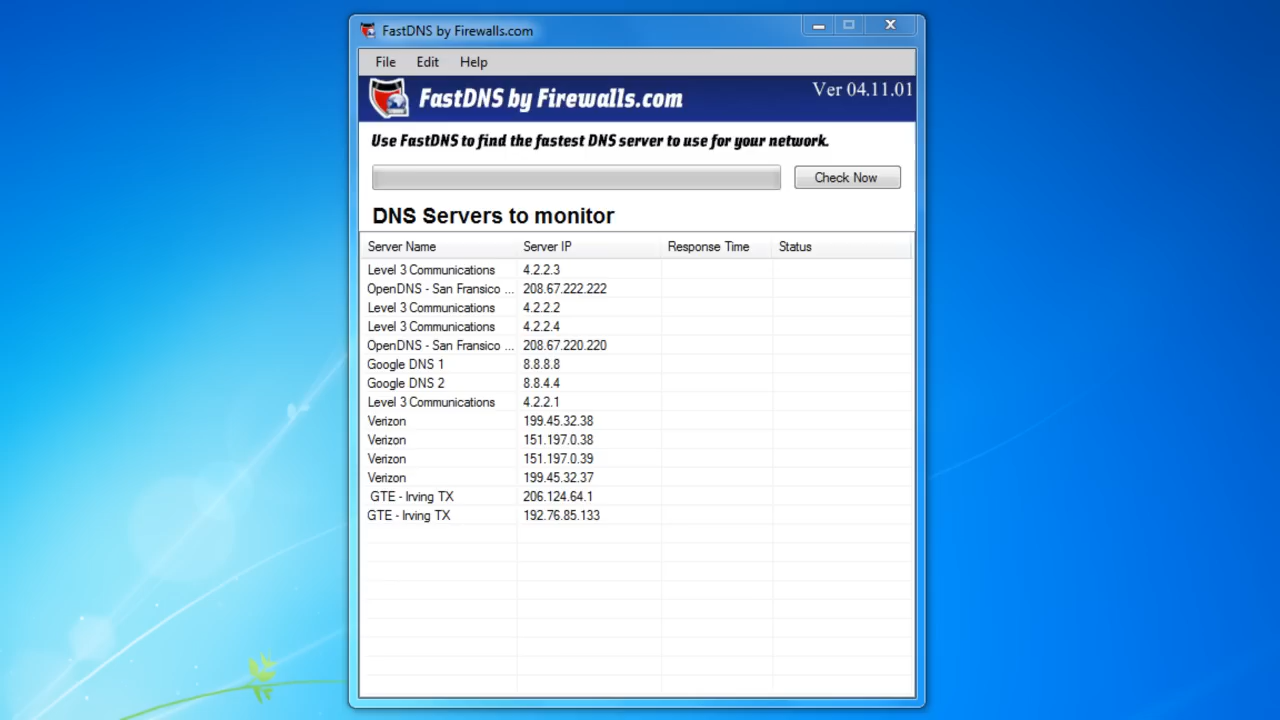 FastDNS by Firewalls.com
File Edit Help
FastDNS by Firewalls.com
Ver 04.11.01
Use FastDNS to find the fastest DNS server to use for your network.
Check Now
DNS Servers to monitor
Server Name Server IP Response Time Status
Level 3 Communications 4.2.2.3
OpenDNS - San Fransico ... 208.67.222.222
Level 3 Communications 4.2.2.2
Level 3 Communications 4.2.2.4
OpenDNS - San Fransico ... 208.67.220.220
Google DNS 1 8.8.8.8
Google DNS 2 8.8.4.4
Level 3 Communications 4.2.2.1
Verizon 199.45.32.38
Verizon 151.197.0.38
Verizon 151.197.0.39
Verizon 199.45.32.37
GTE - Irving TX 206.124.64.1
GTE - Irving TX 192.76.85.133